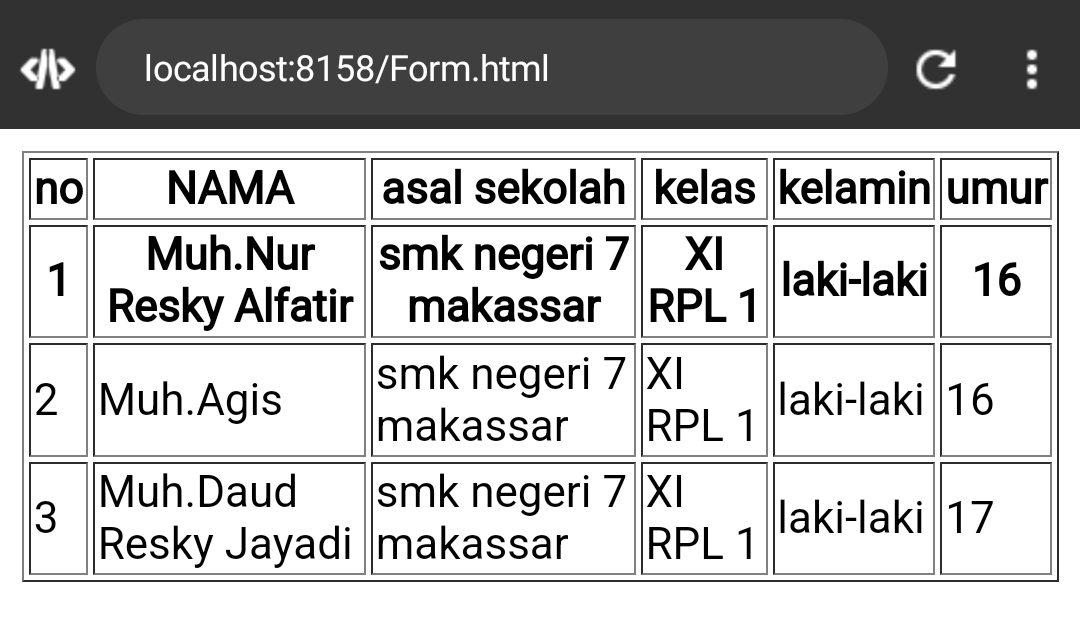 localhost:8158/Form.html
no NAMA asal sekolah kelas kelamin umur
1 Muh.Nur Resky Alfatir smk negeri 7 makassar XI RPL 1 laki-laki 16
2 Muh.Agis smk negeri 7 makassar XI RPL 1 laki-laki 16
3 Muh.Daud Resky Jayadi smk negeri 7 makassar XI RPL 1 laki-laki 17